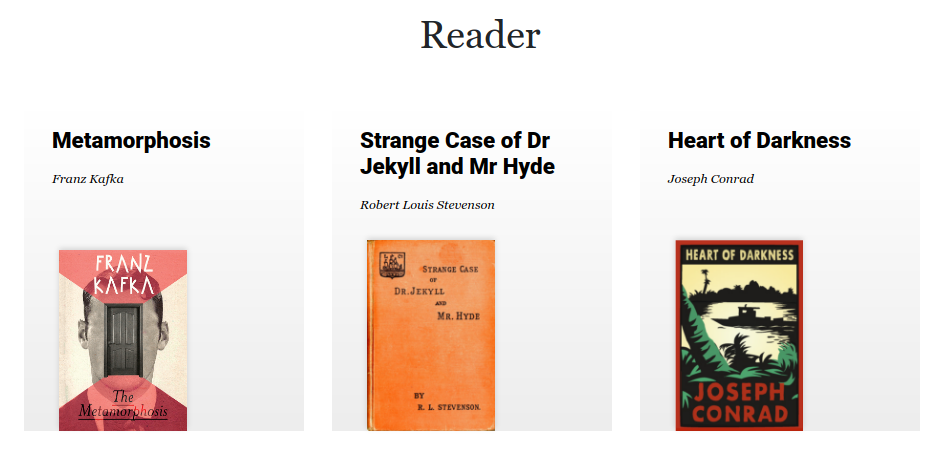 Reader
Metamorphosis
Franz Kafka
FRANZ
KAFKA
The
Metamorphosis
Strange Case of Dr
Jekyll and Mr Hyde
Robert Louis Stevenson
STRANGE CASE
OF
DR. JEKYLL
AND
MR. HYDE
BY
R. L. STEVENSON.
Heart of Darkness
Joseph Conrad
HEART OF DARKNESS
JOSEPH
CONRAD